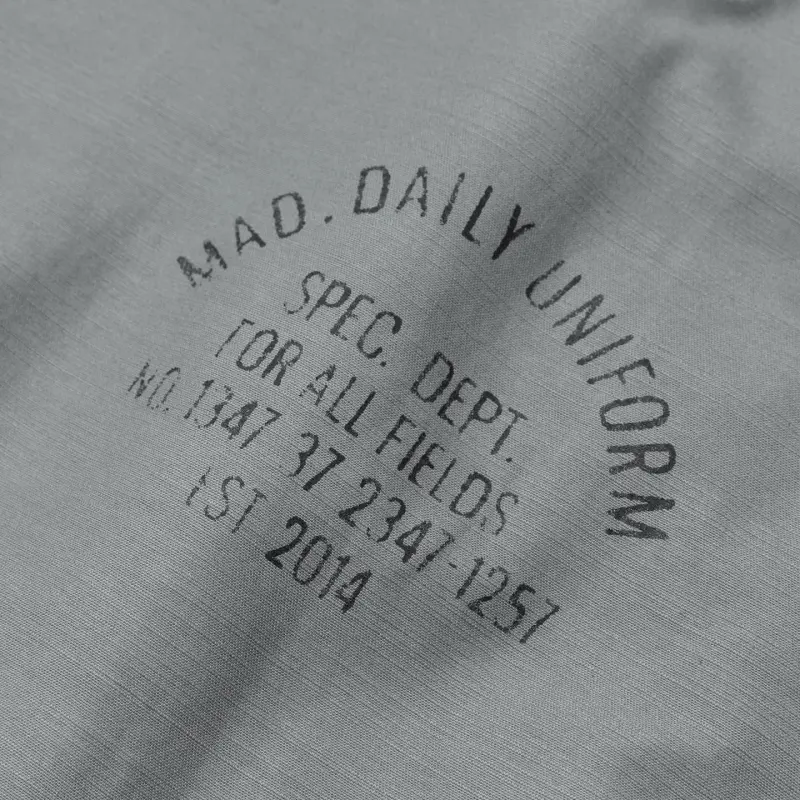 MAD. DAILY UNIFORM
SPEC. DEPT.
FOR ALL FIELDS
NO. 1347 37 2347-1257
EST 2014